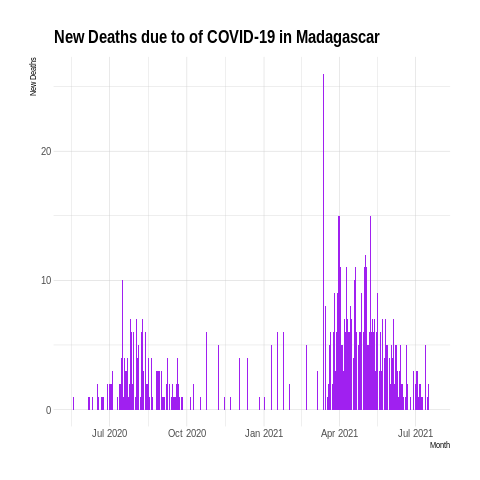 New Deaths due to of COVID-19 in Madagascar
New Deaths
20
10
0
Jul 2020 Oct 2020 Jan 2021 Apr 2021 Jul 2021
Month